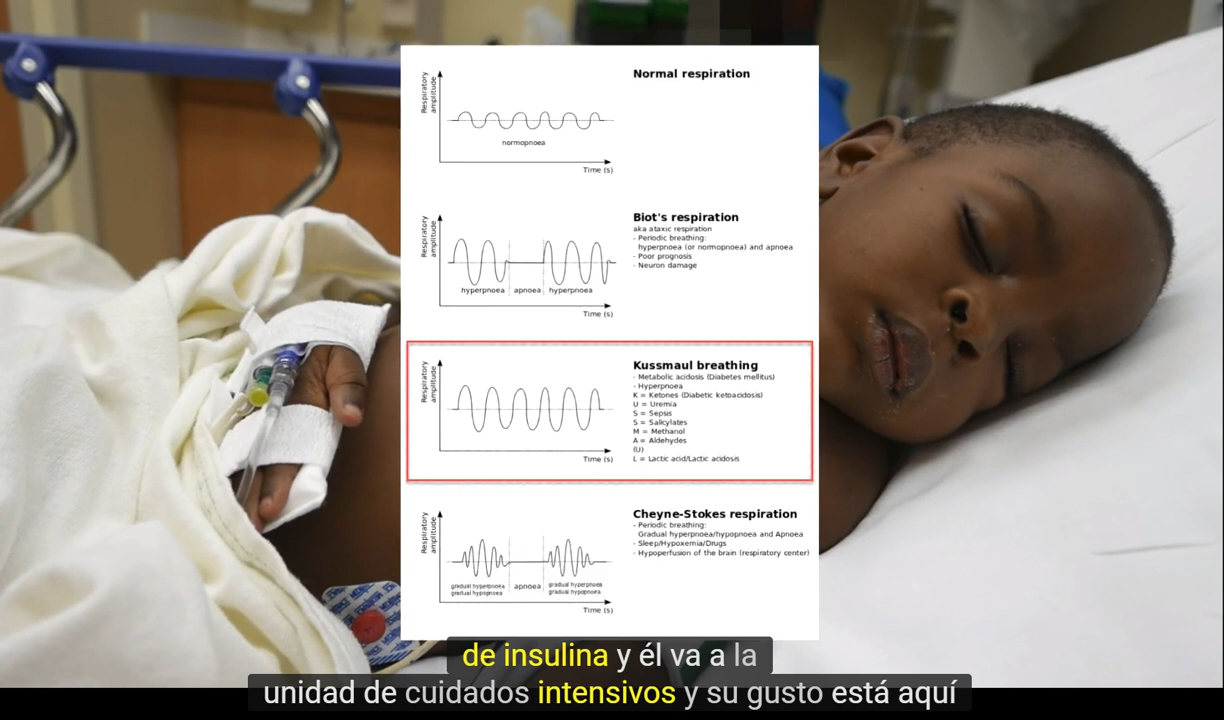 Respiratory
amplitude
Normal respiration
normopnoea
Time (s)
Respiratory
amplitude
Biot's respiration
aka ataxic respiration
- Periodic breathing:
hyperpnoea (or normopnoea) and apnoea
- Poor prognosis
- Neuron damage
hyperpnoea apnoea hyperpnoea
Time (s)
Respiratory
amplitude
Kussmaul breathing
- Metabolic acidosis (Diabetes mellitus)
- Hyperpnoea
K = Ketones (Diabetic ketoacidosis)
U = Uremia
S = Sepsis
S = Salicylates
M = Methanol
A = Aldehydes
(U)
L = Lactic acid/Lactic acidosis
Time (s)
Respiratory
amplitude
Cheyne-Stokes respiration
- Periodic breathing:
Gradual hyperpnoea/hypopnoea and Apnoea
- Sleep/Hypoxemia/Drugs
- Hypoperfusion of the brain (respiratory center)
gradual hyperpnoea apnoea gradual hyperpnoea
gradual hypopnoea gradual hypopnoea
Time (s)
de insulina y él va a la
unidad de cuidados intensivos y su gusto está aquí